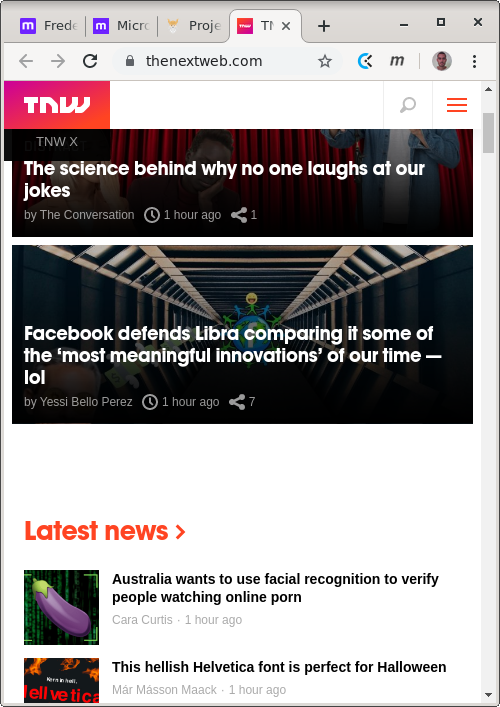 Frede
Micro
Proje
TN
thenextweb.com
m
TNW
TNW X
The science behind why no one laughs at our
jokes
by The Conversation 1 hour ago 1
Facebook defends Libra comparing it some of
the ‘most meaningful innovations’ of our time —
lol
by Yessi Bello Perez 1 hour ago 7
Latest news
Australia wants to use facial recognition to verify
people watching online porn
Cara Curtis · 1 hour ago
This hellish Helvetica font is perfect for Halloween
Már Másson Maack · 1 hour ago
Kern in hell.
Hellvetica